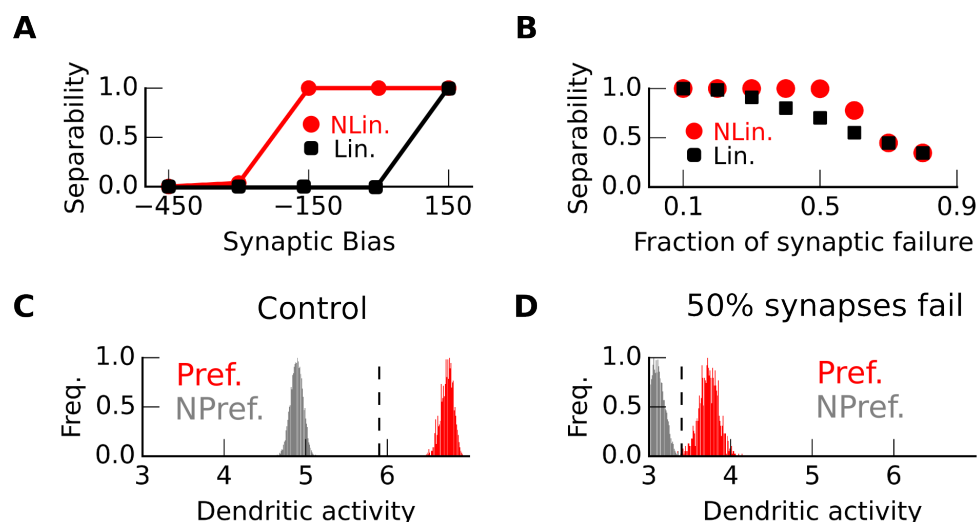 A
Separability
1.0
0.5
0.0
NLin.
Lin.
−450 −150 150
Synaptic Bias
B
Separability
1.0
0.5
0.0
NLin.
Lin.
0.1 0.5 0.9
Fraction of synaptic failure
C
Control
Freq.
1.0
0.5
0.0
Pref.
NPref.
3 4 5 6
Dendritic activity
D
50% synapses fail
Freq.
1.0
0.5
0.0
Pref.
NPref.
3 4 5 6
Dendritic activity